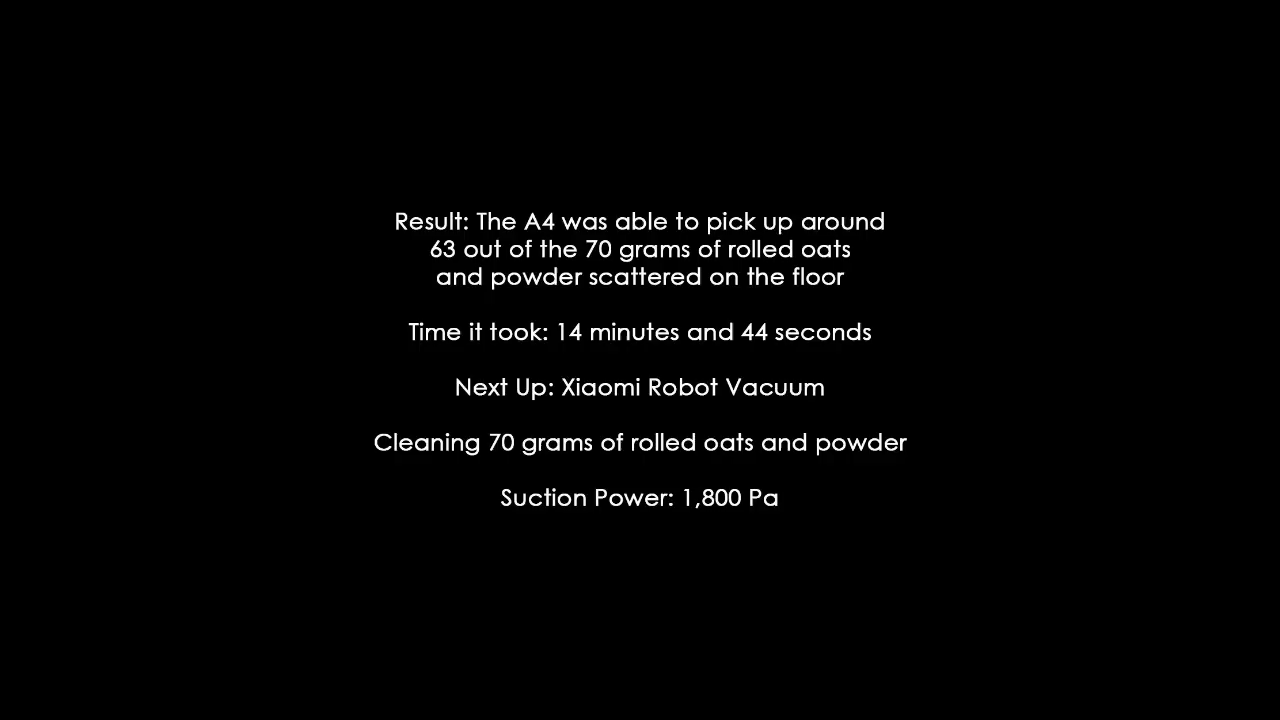 Result: The A4 was able to pick up around
63 out of the 70 grams of rolled oats
and powder scattered on the floor
Time it took: 14 minutes and 44 seconds
Next Up: Xiaomi Robot Vacuum
Cleaning 70 grams of rolled oats and powder
Suction Power: 1,800 Pa